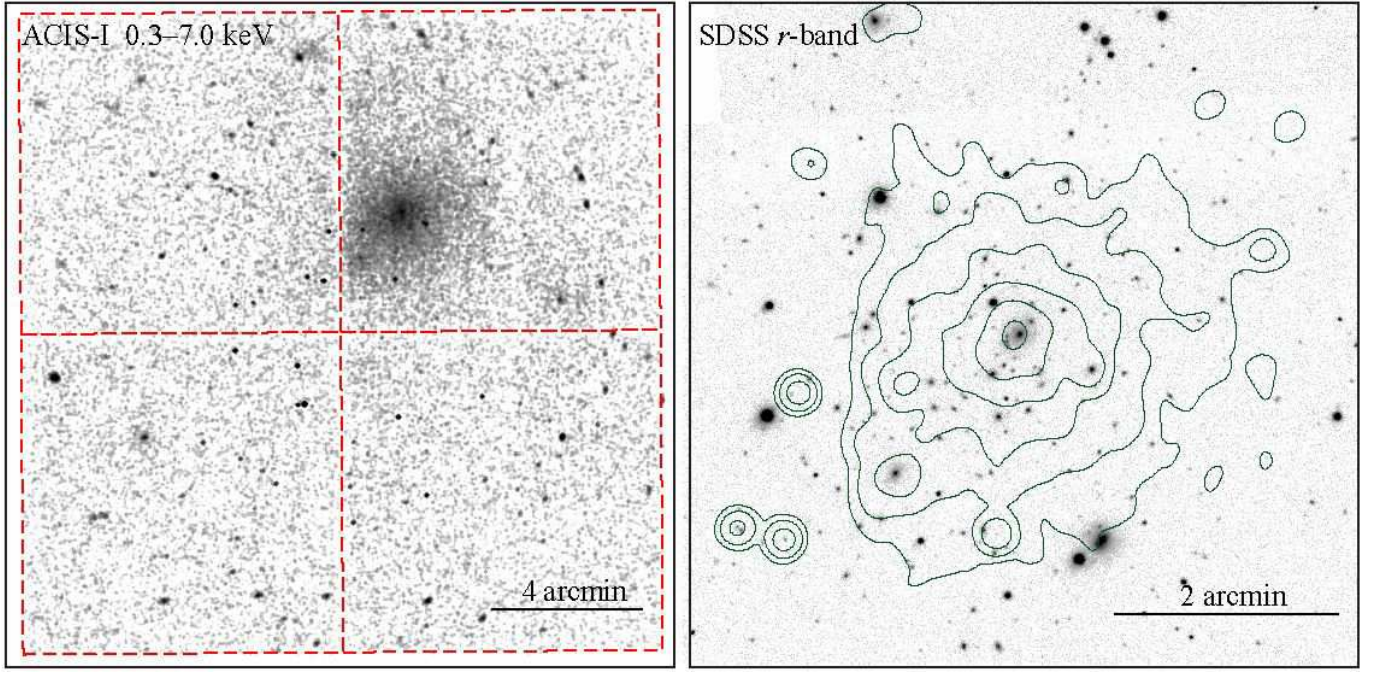 ACIS-I 0.3–7.0 keV
4 arcmin
SDSS r-band
2 arcmin